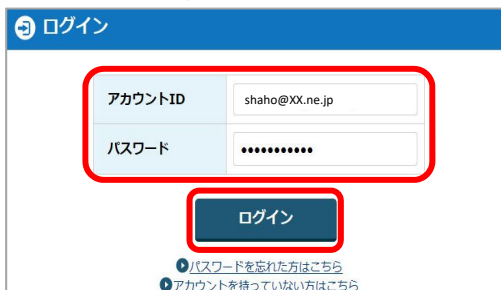 ログイン
アカウントID shaho@XX.ne.jp
パスワード •••••••••••
ログイン
パスワードを忘れた方はこちら
アカウントを持っていない方はこちら